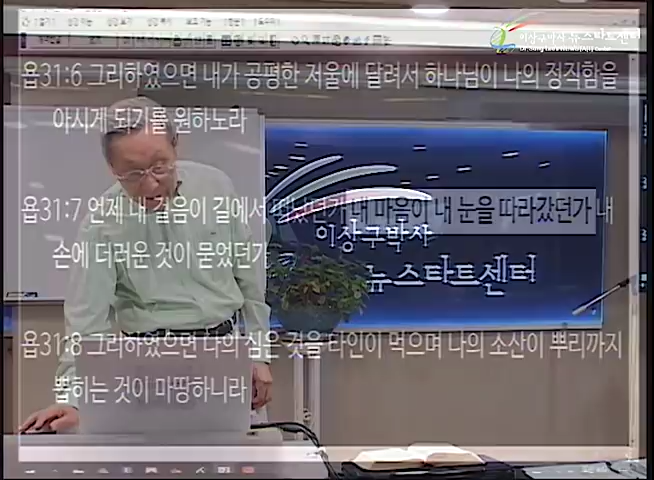 이상구박사 뉴스타트센터
욥31:6 그리하였으면 내가 공평한 저울에 달려서 하나님이 나의 정직함을
아시게 되기를 원하노라
욥31:7 언제 내 걸음이 길에서 떠났던가 내 마음이 내 눈을 따라갔던가 내
손에 더러운 것이 묻었던가
이상구박사
뉴스타트센터
욥31:8 그리하였으면 나의 심은 것을 타인이 먹으며 나의 소산이 뿌리까지
뽑히는 것이 마땅하니라